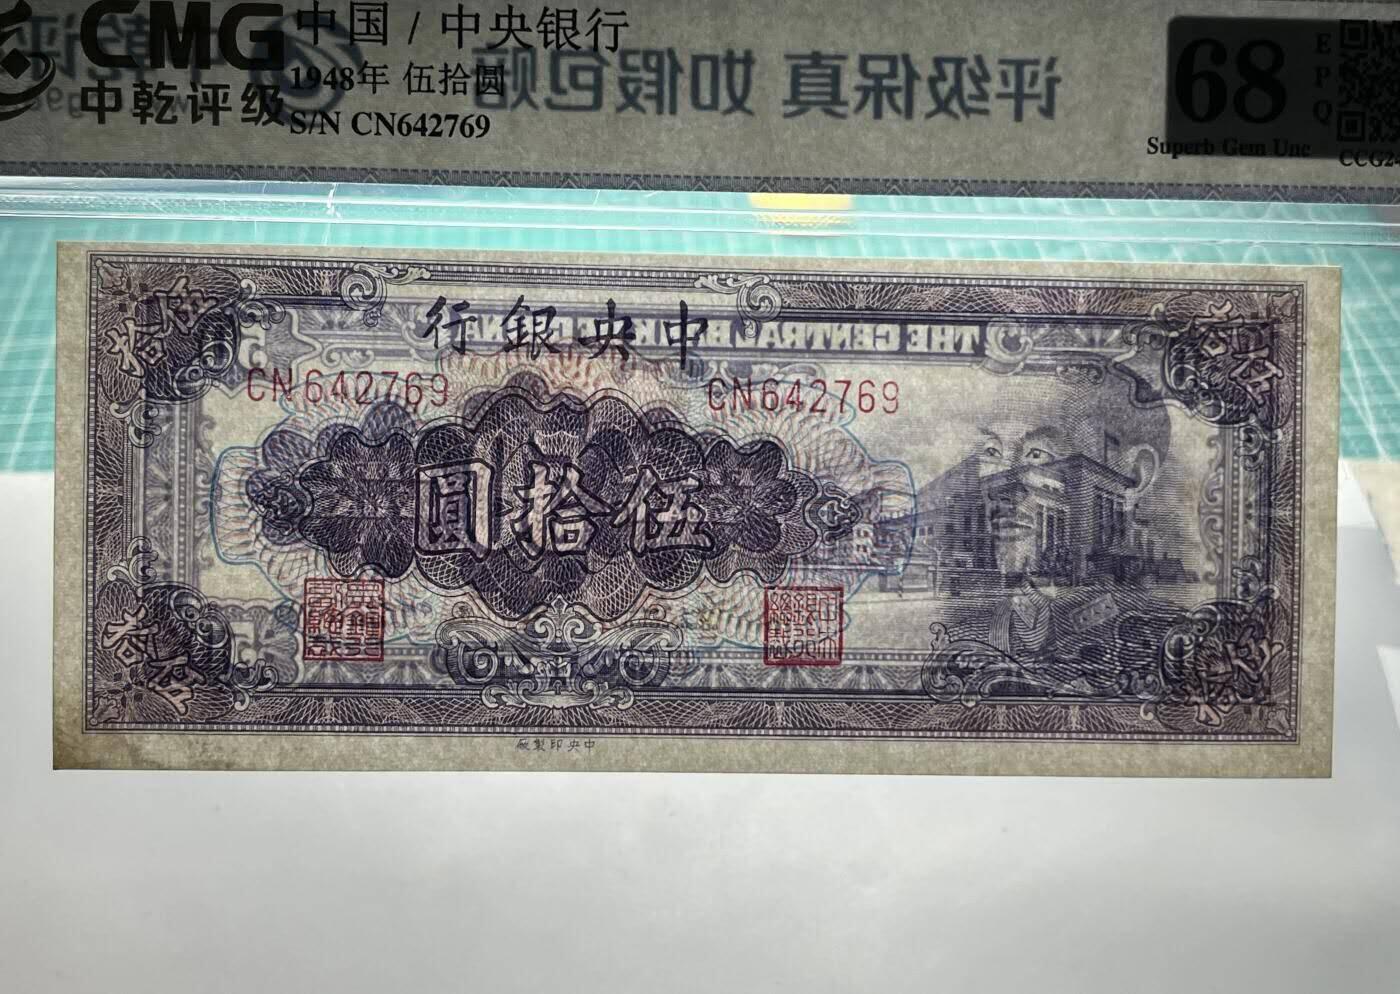 CMG
中乾评级
中国 / 中央银行
1948年 伍拾圆
S/N CN642769
评级保真 如假包赔
68
EPQ
Superb Gem Unc
行銀央中
THE CENTRAL BANK OF CHINA
CN642769
CN642769
圓拾伍
廠製印央中